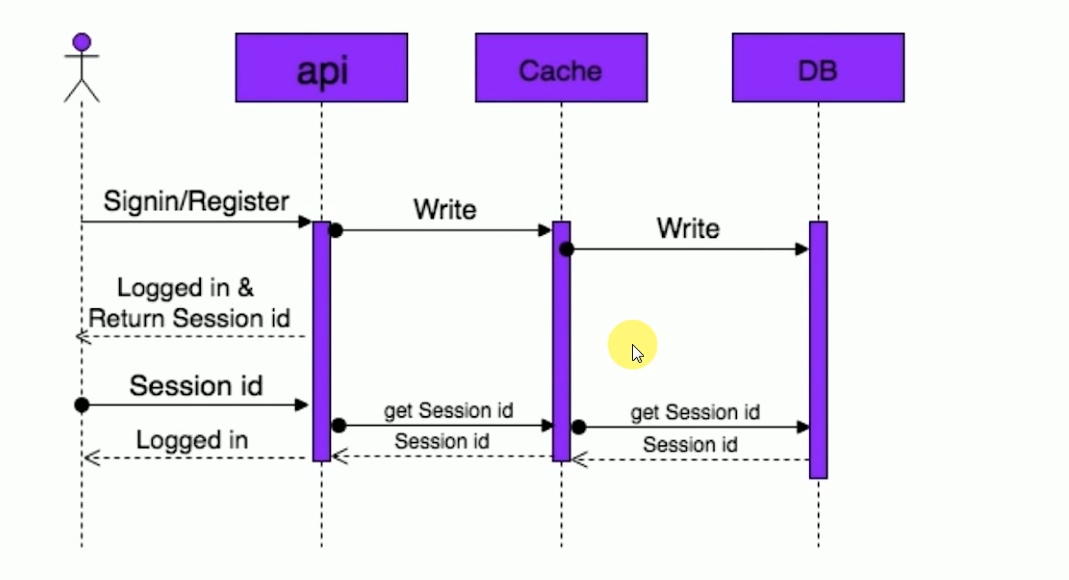 api
Cache
DB
Signin/Register
Write
Write
Logged in &
Return Session id
Session id
get Session id
get Session id
Logged in
Session id
Session id